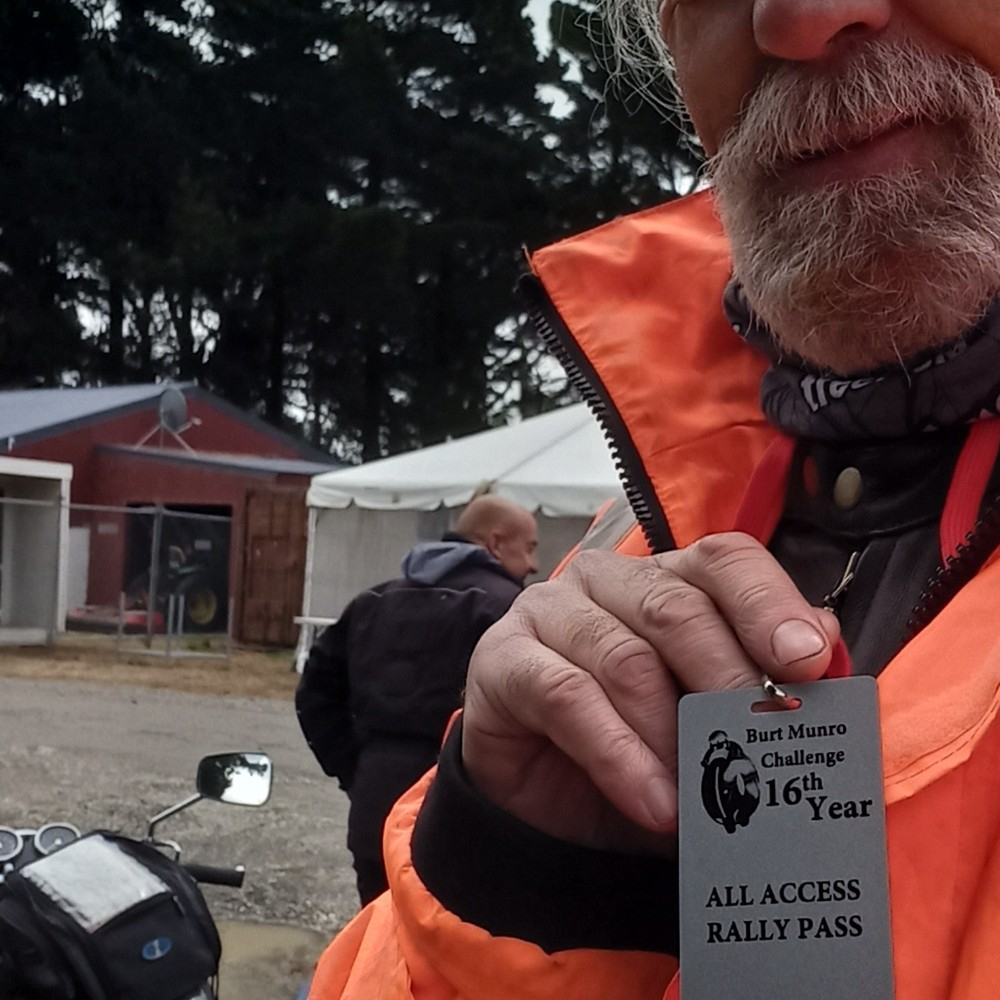 Burt Munro
Challenge
16th
Year
ALL ACCESS
RALLY PASS